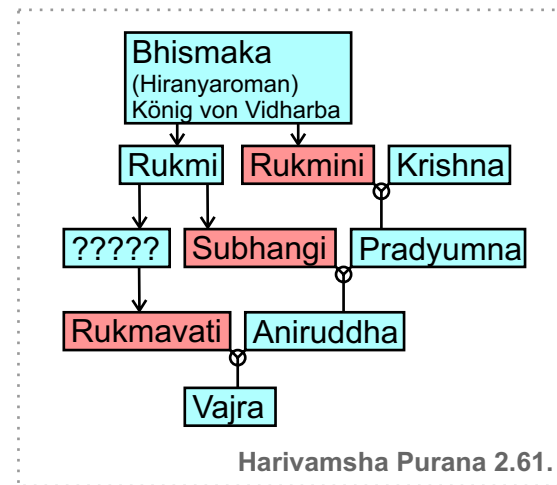 Bhismaka
(Hiranyaroman)
König von Vidharba
Rukmi
Rukmini
Krishna
?????
Subhangi
Pradyumna
Rukmavati
Aniruddha
Vajra
Harivamsha Purana 2.61.